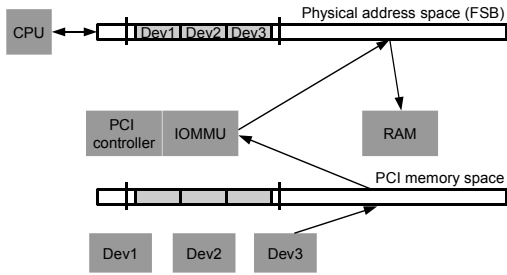 Physical address space (FSB)
CPU
Dev1 Dev2 Dev3
PCI
controller
IOMMU
RAM
PCI memory space
Dev1
Dev2
Dev3